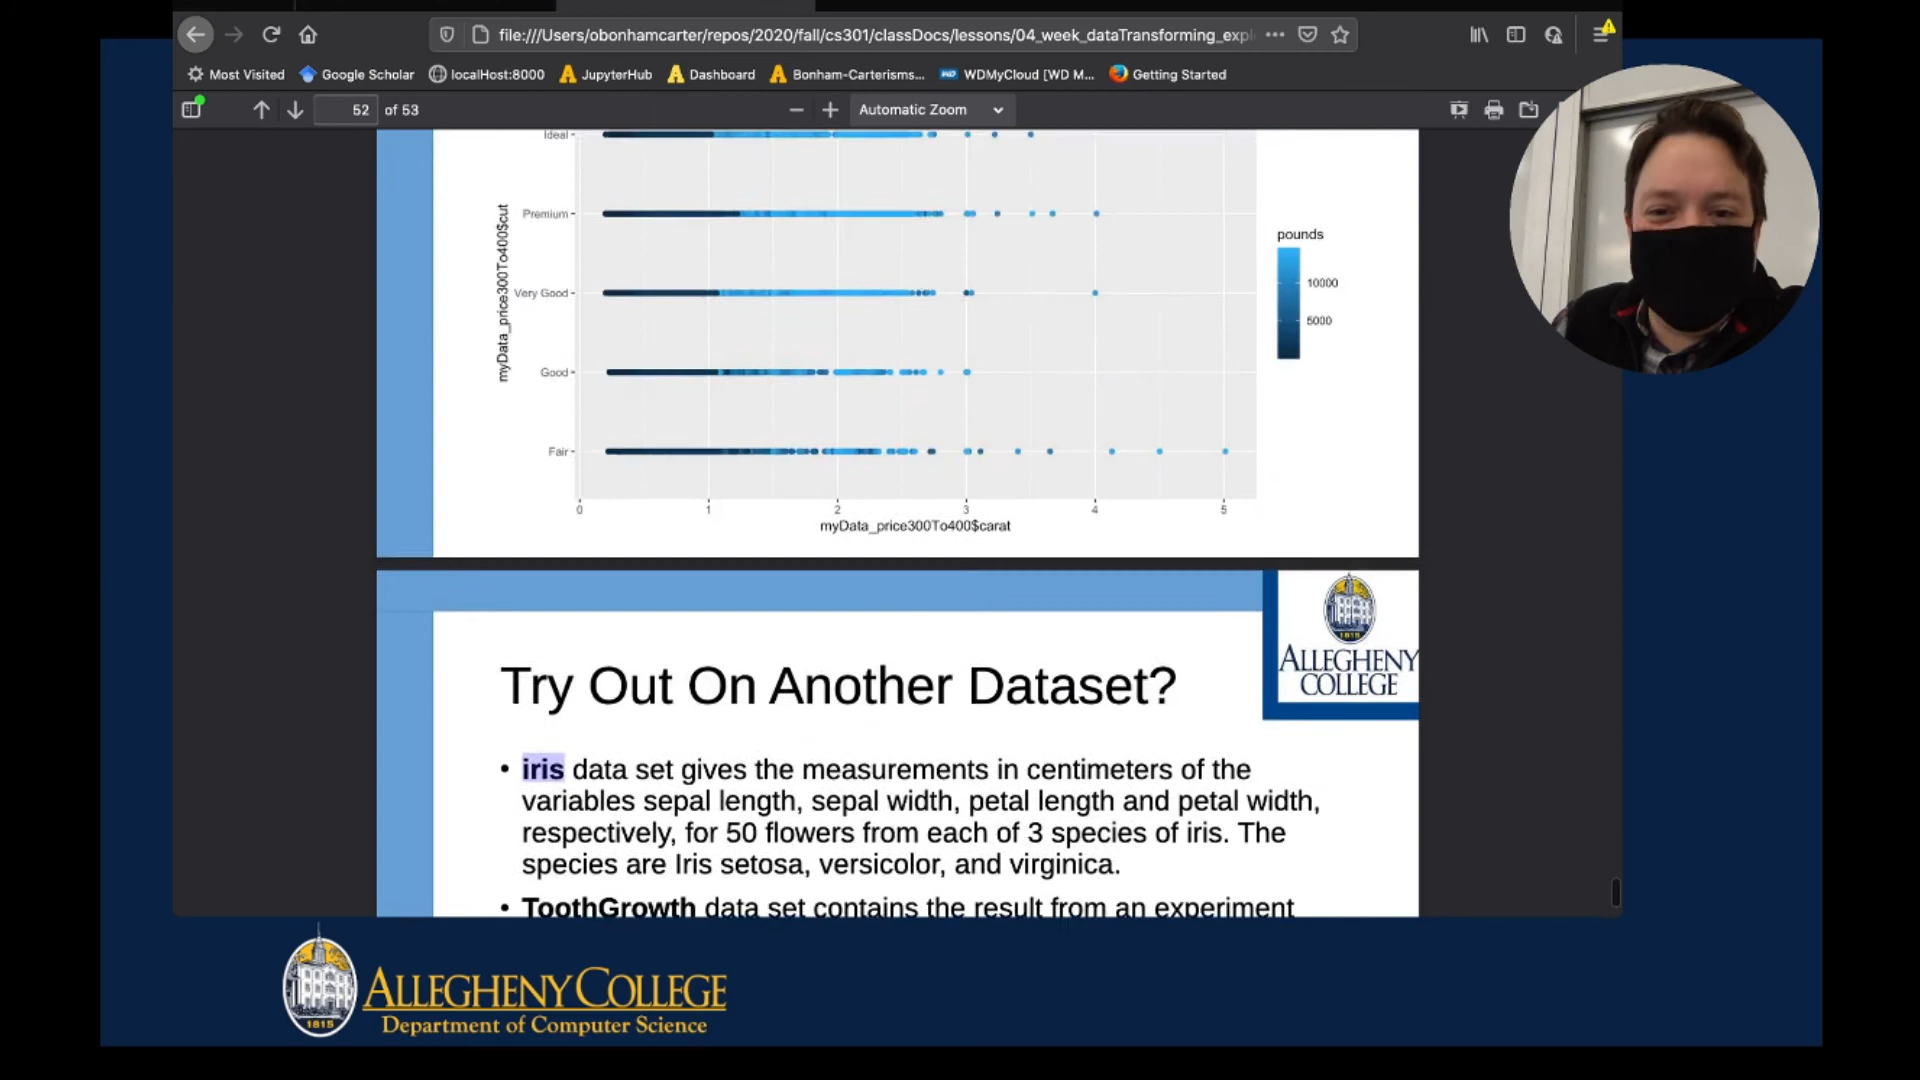 file:///Users/obonhamcarter/repos/2020/fall/cs301/classDocs/lessons/04_week_dataTransforming_expl
Most Visited Google Scholar localHost:8000 JupyterHub Dashboard Bonham-Carterisms... WDMyCloud [WD M... Getting Started
52 of 53 Automatic Zoom
Ideal
Premium
Very Good
Good
Fair
myData_price300To400$cut
0 1 2 3 4 5
myData_price300To400$carat
pounds
10000
5000
ALLEGHENY
COLLEGE
1815
Try Out On Another Dataset?
• iris data set gives the measurements in centimeters of the
variables sepal length, sepal width, petal length and petal width,
respectively, for 50 flowers from each of 3 species of iris. The
species are Iris setosa, versicolor, and virginica.
• ToothGrowth data set contains the result from an experiment
1815
ALLEGHENY COLLEGE
Department of Computer Science